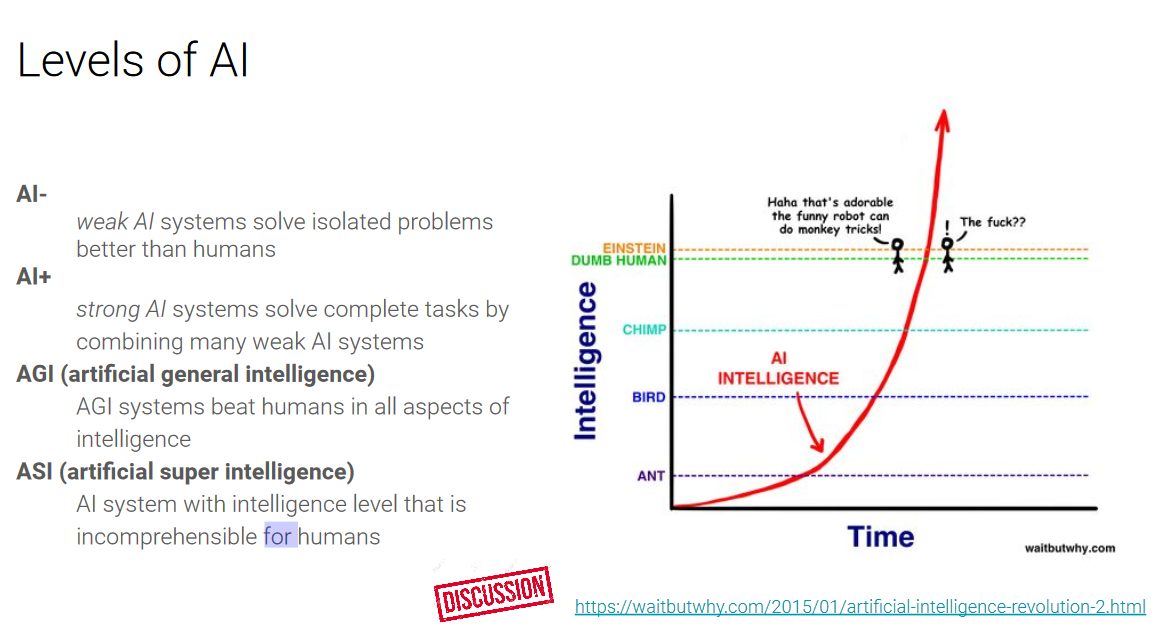 Levels of AI
AI-
weak AI systems solve isolated problems
better than humans
AI+
strong AI systems solve complete tasks by
combining many weak AI systems
AGI (artificial general intelligence)
AGI systems beat humans in all aspects of
intelligence
ASI (artificial super intelligence)
AI system with intelligence level that is
incomprehensible for humans
DISCUSSION
Haha that's adorable
the funny robot can
do monkey tricks!
!
The fuck??
EINSTEIN
DUMB HUMAN
CHIMP
AI
INTELLIGENCE
BIRD
ANT
Intelligence
Time
waitbutwhy.com
https://waitbutwhy.com/2015/01/artificial-intelligence-revolution-2.html